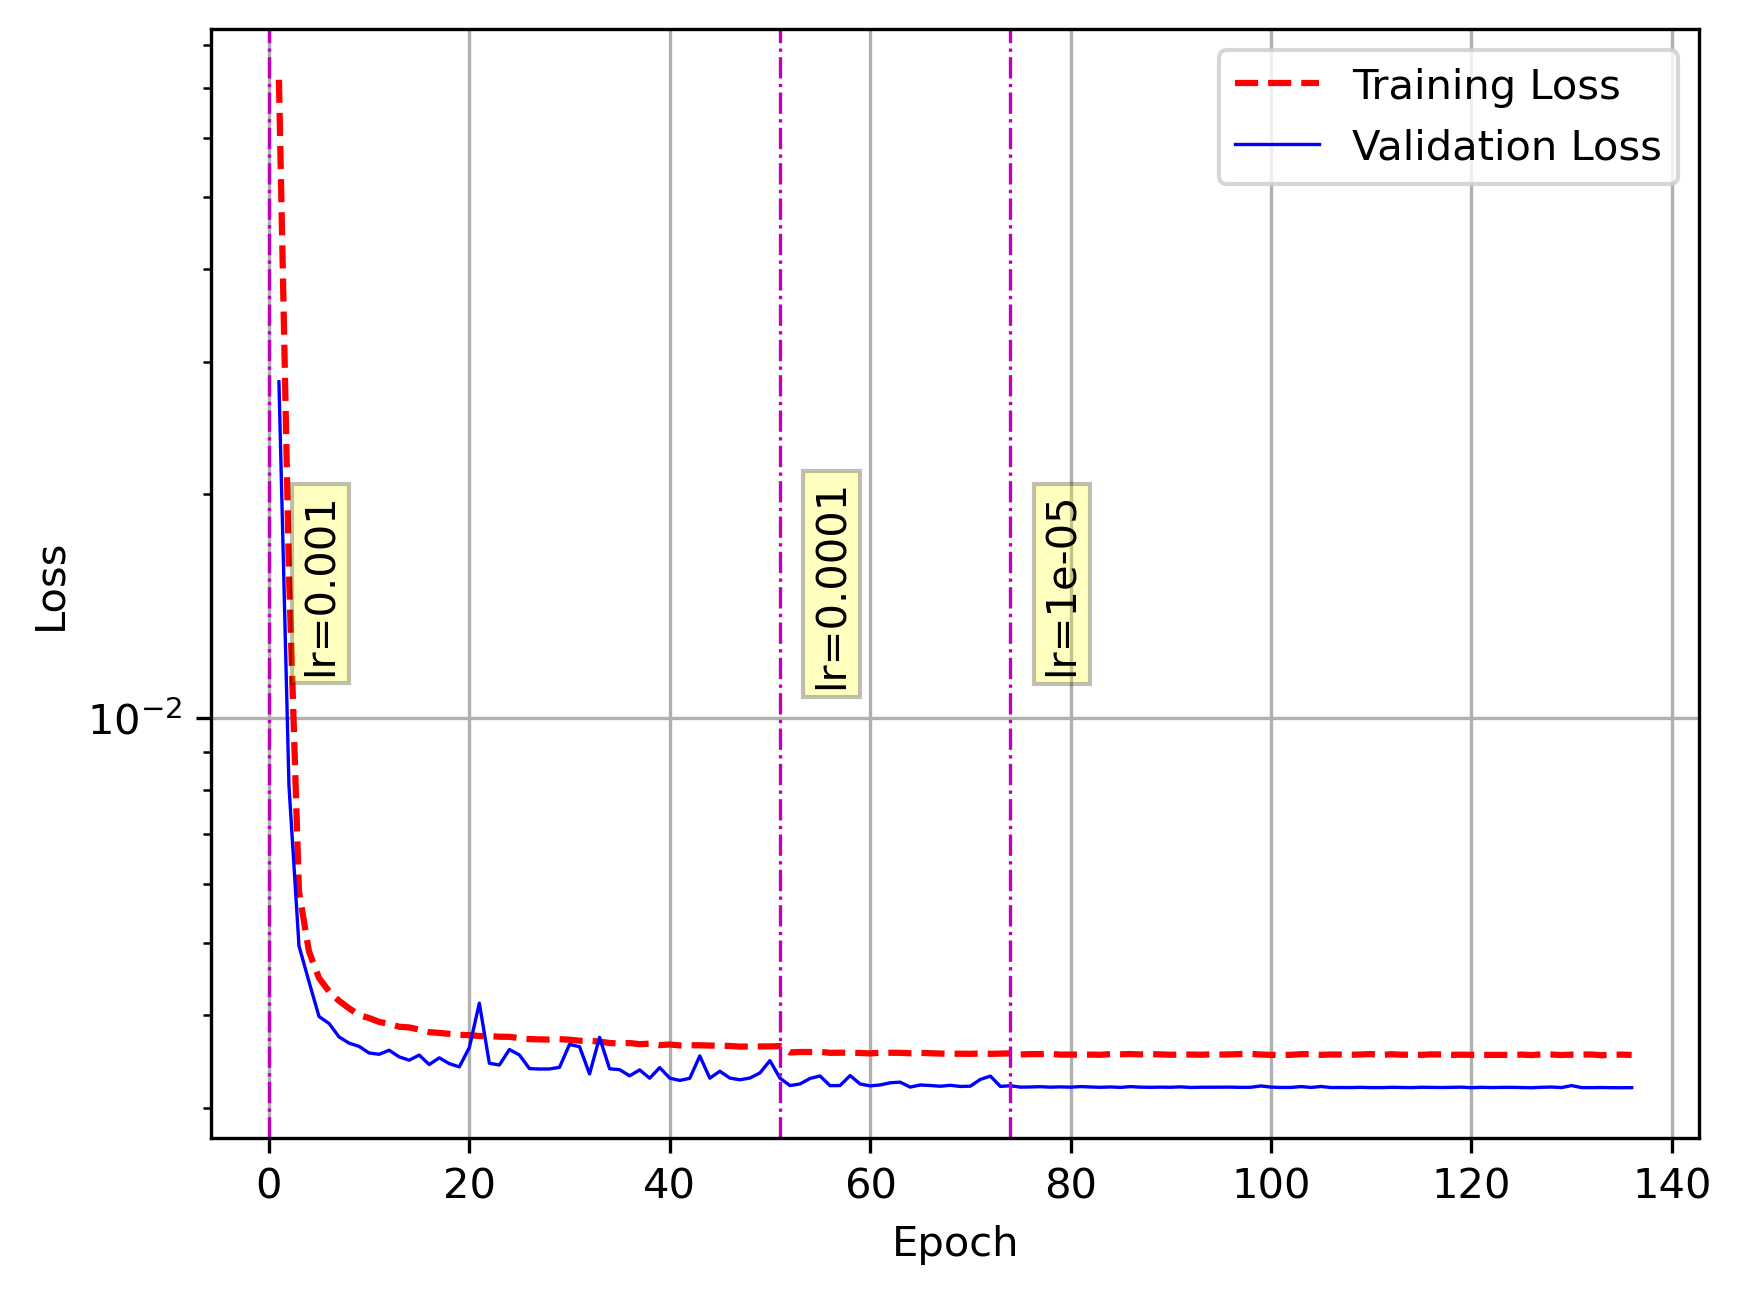 Training Loss
Validation Loss
lr=0.001
lr=0.0001
lr=1e-05
Loss
10⁻²
0 20 40 60 80 100 120 140
Epoch